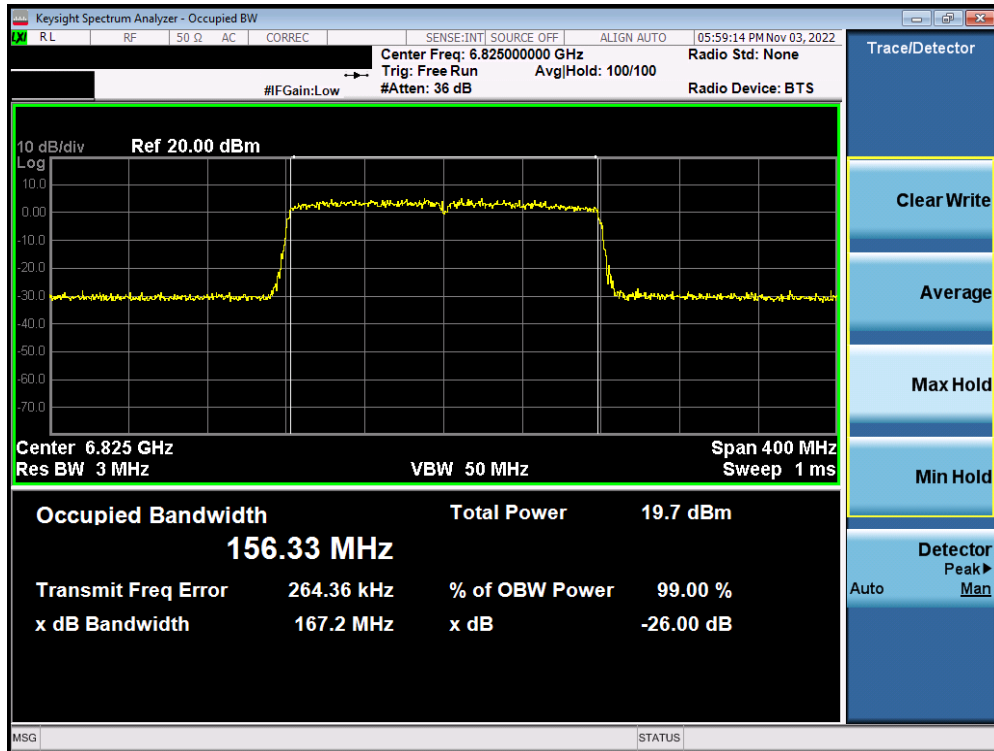 Keysight Spectrum Analyzer - Occupied BW
LXI RL RF 50 Ω AC CORREC SENSE:INT SOURCE OFF ALIGN AUTO 05:59:14 PM Nov 03, 2022
Center Freq: 6.825000000 GHz Radio Std: None
Trig: Free Run Avg|Hold: 100/100
#IFGain:Low #Atten: 36 dB Radio Device: BTS
Trace/Detector
10 dB/div Ref 20.00 dBm
Log
10.0
0.00
-10.0
-20.0
-30.0
-40.0
-50.0
-60.0
-70.0
Center 6.825 GHz Span 400 MHz
Res BW 3 MHz VBW 50 MHz Sweep 1 ms
Clear Write
Average
Max Hold
Min Hold
Detector
Peak▶
Auto Man
Occupied Bandwidth Total Power 19.7 dBm
156.33 MHz
Transmit Freq Error 264.36 kHz % of OBW Power 99.00 %
x dB Bandwidth 167.2 MHz x dB -26.00 dB
MSG STATUS